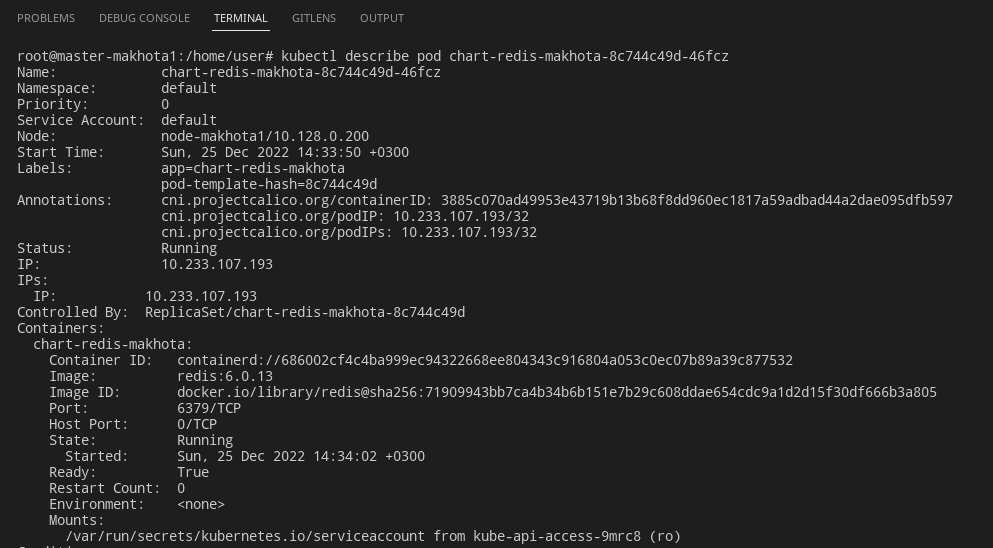 PROBLEMS DEBUG CONSOLE TERMINAL GITLENS OUTPUT
root@master-makhota1:/home/user# kubectl describe pod chart-redis-makhota-8c744c49d-46fcz
Name: chart-redis-makhota-8c744c49d-46fcz
Namespace: default
Priority: 0
Service Account: default
Node: node-makhota1/10.128.0.200
Start Time: Sun, 25 Dec 2022 14:33:50 +0300
Labels: app=chart-redis-makhota
pod-template-hash=8c744c49d
Annotations: cni.projectcalico.org/containerID: 3885c070ad49953e43719b13b68f8dd960ec1817a59adbad44a2dae095dfb597
cni.projectcalico.org/podIP: 10.233.107.193/32
cni.projectcalico.org/podIPs: 10.233.107.193/32
Status: Running
IP: 10.233.107.193
IPs:
IP: 10.233.107.193
Controlled By: ReplicaSet/chart-redis-makhota-8c744c49d
Containers:
chart-redis-makhota:
Container ID: containerd://686002cf4c4ba999ec94322668ee804343c916804a053c0ec07b89a39c877532
Image: redis:6.0.13
Image ID: docker.io/library/redis@sha256:71909943bb7ca4b34b6b151e7b29c608ddae654cdc9a1d2d15f30df666b3a805
Port: 6379/TCP
Host Port: 0/TCP
State: Running
Started: Sun, 25 Dec 2022 14:34:02 +0300
Ready: True
Restart Count: 0
Environment: <none>
Mounts:
/var/run/secrets/kubernetes.io/serviceaccount from kube-api-access-9mrc8 (ro)